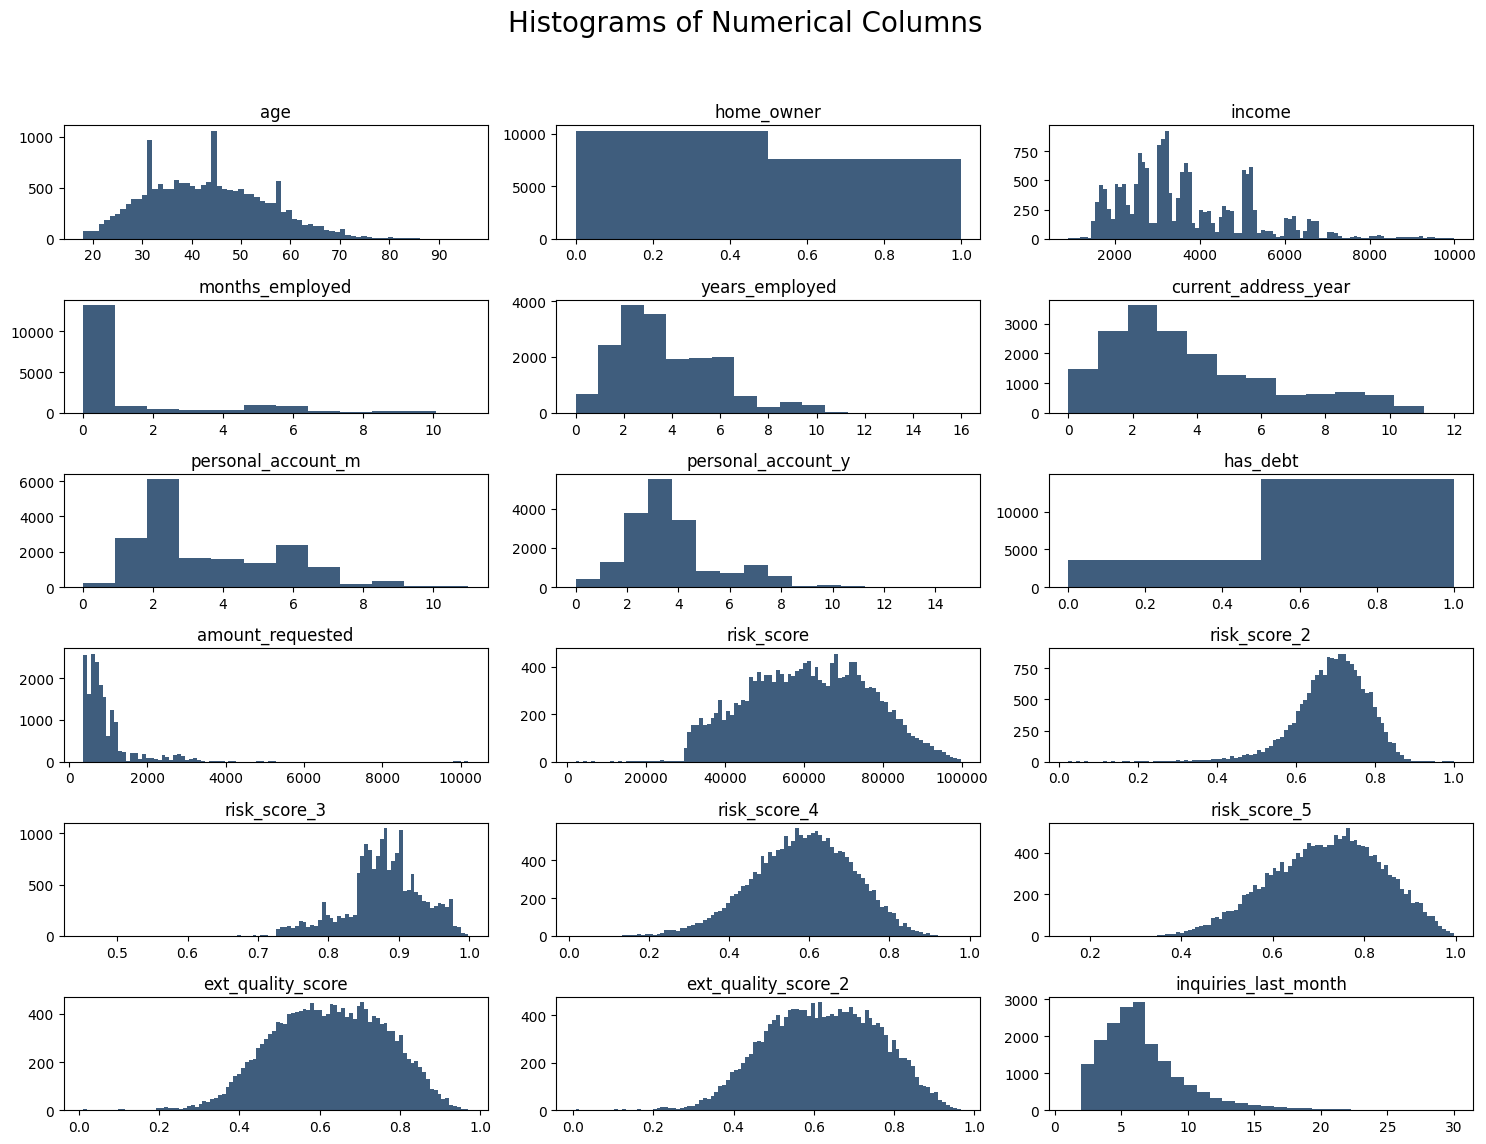 Histograms of Numerical Columns
age
home_owner
income
1000
500
0
20 30 40 50 60 70 80 90
10000
5000
0
0.0 0.2 0.4 0.6 0.8 1.0
750
500
250
0
2000 4000 6000 8000 10000
months_employed
years_employed
current_address_year
10000
5000
0
0 2 4 6 8 10
4000
2000
0
0 2 4 6 8 10 12 14 16
3000
2000
1000
0
0 2 4 6 8 10 12
personal_account_m
personal_account_y
has_debt
6000
4000
2000
0
0 2 4 6 8 10
4000
2000
0
0 2 4 6 8 10 12 14
10000
5000
0
0.0 0.2 0.4 0.6 0.8 1.0
amount_requested
risk_score
risk_score_2
2000
1000
0
0 2000 4000 6000 8000 10000
400
200
0
0 20000 40000 60000 80000 100000
750
500
250
0
0.0 0.2 0.4 0.6 0.8 1.0
risk_score_3
risk_score_4
risk_score_5
1000
500
0
0.5 0.6 0.7 0.8 0.9 1.0
400
200
0
0.0 0.2 0.4 0.6 0.8 1.0
400
200
0
0.2 0.4 0.6 0.8 1.0
ext_quality_score
ext_quality_score_2
inquiries_last_month
400
200
0
0.0 0.2 0.4 0.6 0.8 1.0
400
200
0
0.0 0.2 0.4 0.6 0.8 1.0
3000
2000
1000
0
0 5 10 15 20 25 30